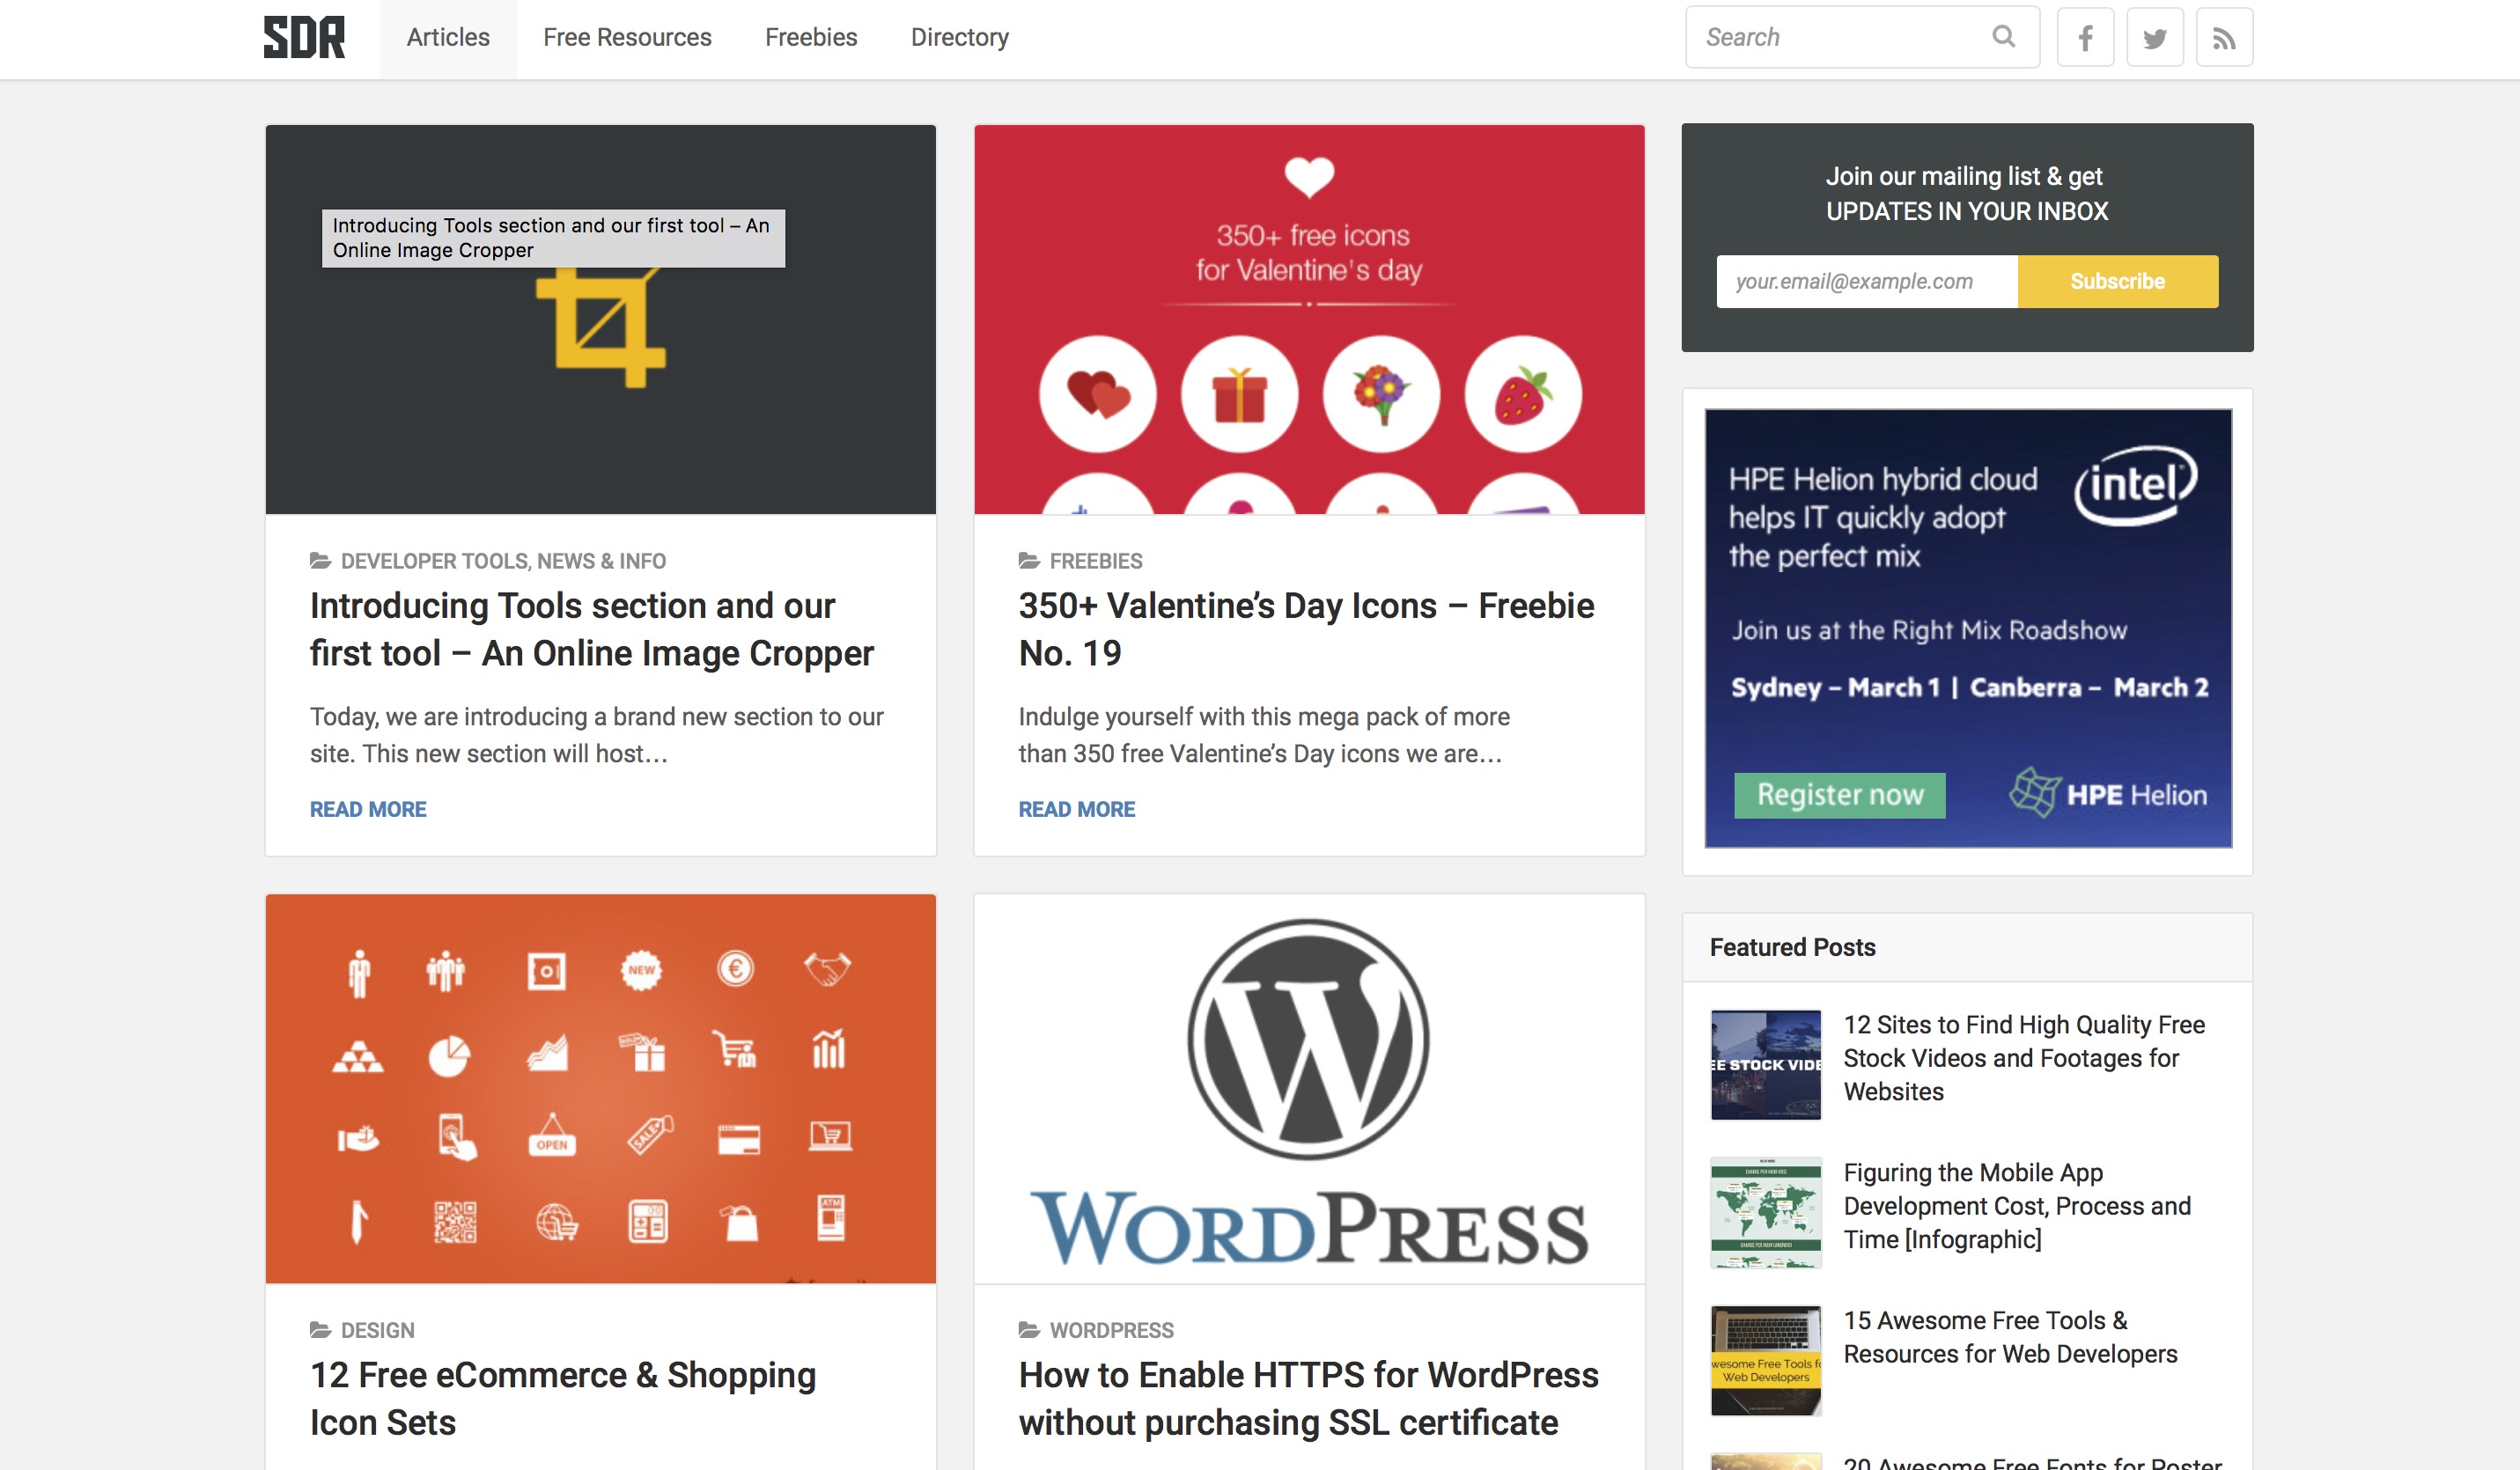 SDR
Articles
Free Resources
Freebies
Directory
Search
Introducing Tools section and our first tool – An
Online Image Cropper
DEVELOPER TOOLS, NEWS & INFO
Introducing Tools section and our
first tool – An Online Image Cropper
Today, we are introducing a brand new section to our
site. This new section will host…
READ MORE
350+ free icons
for Valentine's day
FREEBIES
350+ Valentine’s Day Icons – Freebie
No. 19
Indulge yourself with this mega pack of more
than 350 free Valentine’s Day icons we are…
READ MORE
Join our mailing list & get
UPDATES IN YOUR INBOX
your.email@example.com
Subscribe
HPE Helion hybrid cloud
helps IT quickly adopt
the perfect mix
intel
Join us at the Right Mix Roadshow
Sydney – March 1 | Canberra – March 2
Register now
HPE Helion
NEW
OPEN
SALE
ATM
DESIGN
12 Free eCommerce & Shopping
Icon Sets
WORDPRESS
WORDPRESS
How to Enable HTTPS for WordPress
without purchasing SSL certificate
Featured Posts
EE STOCK VIDE
12 Sites to Find High Quality Free
Stock Videos and Footages for
Websites
Figuring the Mobile App
Development Cost, Process and
Time [Infographic]
wesome Free Tools fo
Web Developers
15 Awesome Free Tools &
Resources for Web Developers
20 Awesome Free Fonts for Poster